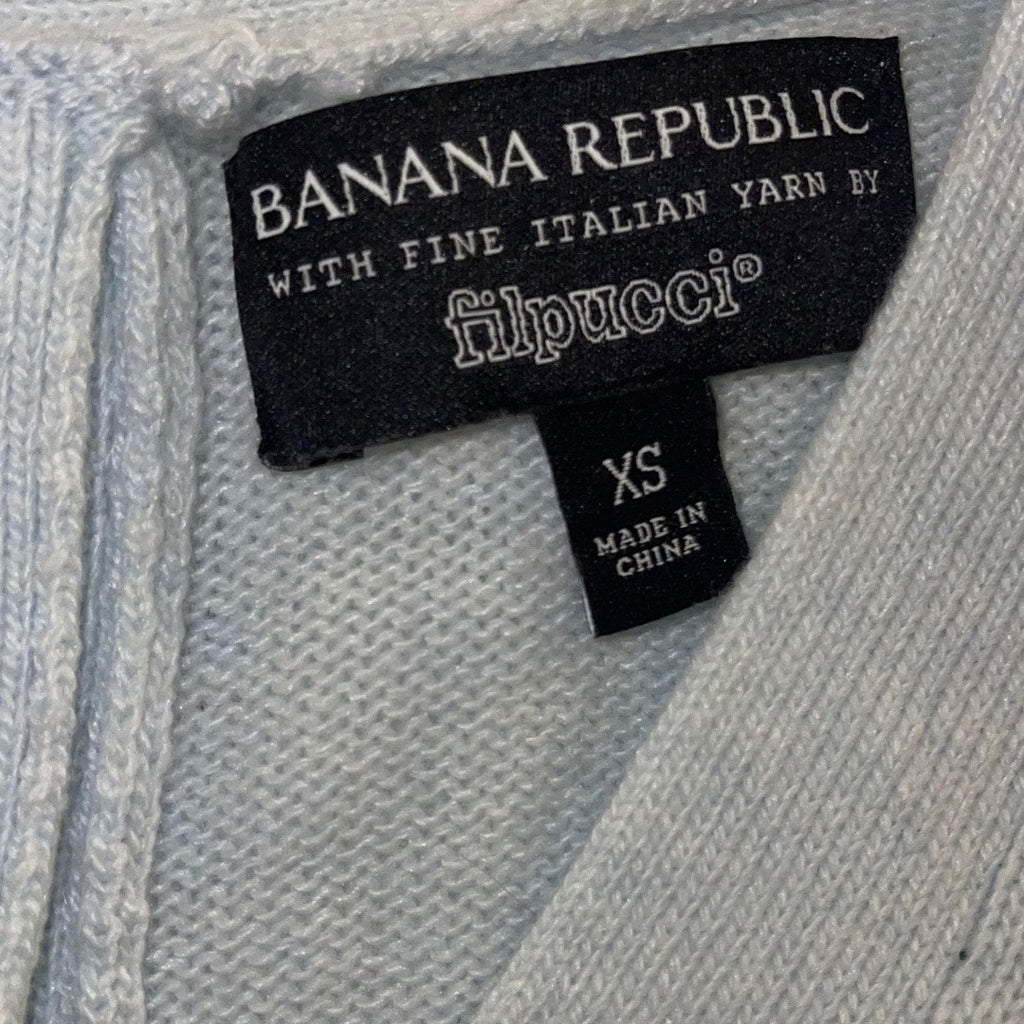 BANANA REPUBLIC
WITH FINE ITALIAN YARN BY
filpucci®
XS
MADE IN
CHINA